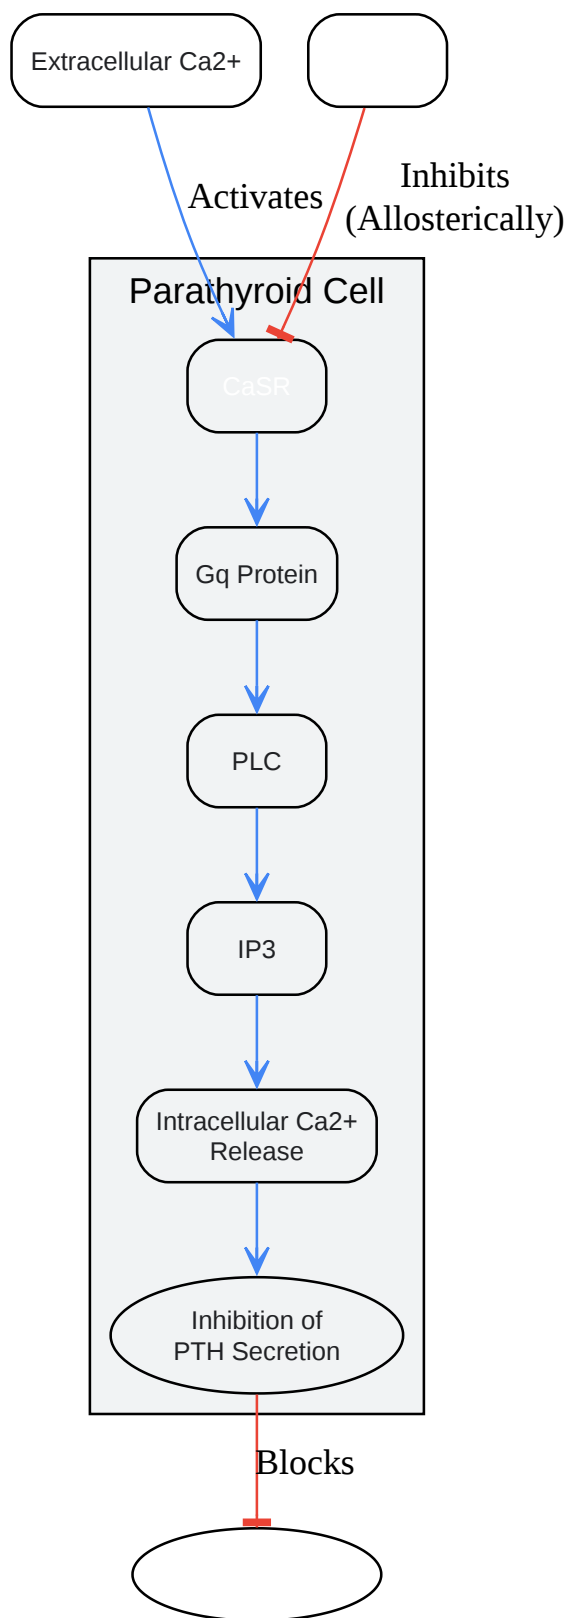 Extracellular Ca2+
Activates
Inhibits
(Allosterically)
Parathyroid Cell
CaSR
Gq Protein
PLC
IP3
Intracellular Ca2+
Release
Inhibition of
PTH Secretion
Blocks